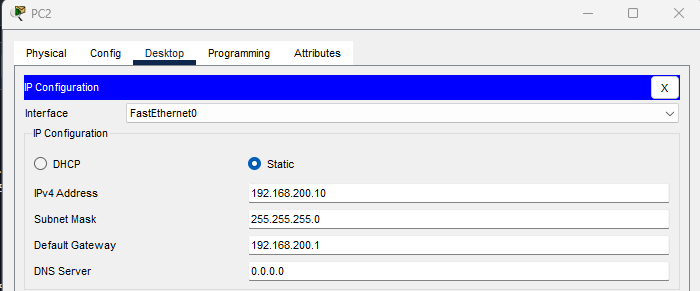 PC2
Physical Config Desktop Programming Attributes
IP Configuration X
Interface FastEthernet0
IP Configuration
DHCP Static
IPv4 Address 192.168.200.10
Subnet Mask 255.255.255.0
Default Gateway 192.168.200.1
DNS Server 0.0.0.0